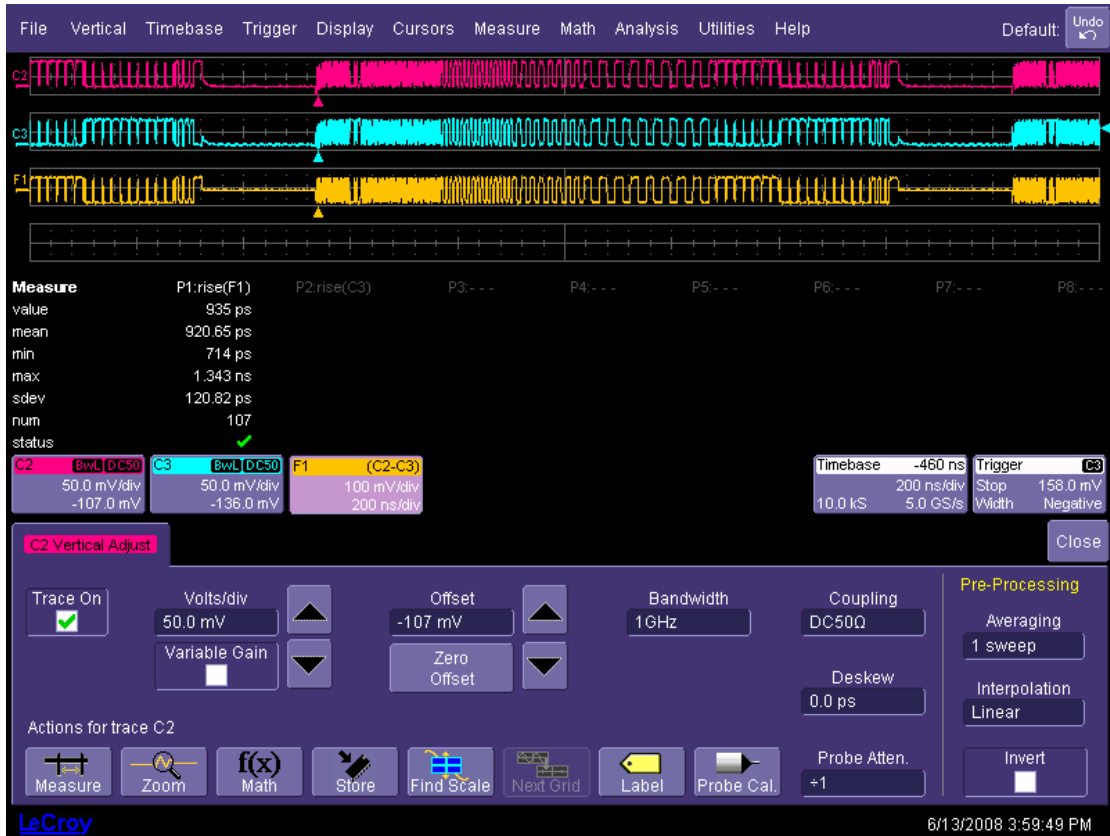 File Vertical Timebase Trigger Display Cursors Measure Math Analysis Utilities Help Default: Undo
C2
C3
F1
Measure P1:rise(F1) P2:rise(C3) P3:- - - P4:- - - P5:- - - P6:- - - P7:- - - P8:- - -
value 935 ps
mean 920.65 ps
min 714 ps
max 1.343 ns
sdev 120.82 ps
num 107
status
C2 BwL DC50 C3 BwL DC50 F1 (C2-C3) Timebase -460 ns Trigger C3
50.0 mV/div 50.0 mV/div 100 mV/div 200 ns/div Stop 158.0 mV
-107.0 mV -136.0 mV 200 ns/div 10.0 kS 5.0 GS/s Width Negative
C2 Vertical Adjust Close
Trace On Volts/div Offset Bandwidth Coupling Pre-Processing
50.0 mV -107 mV 1GHz DC50Ω Averaging
1 sweep
Variable Gain Zero Offset Deskew Interpolation
0.0 ps Linear
Actions for trace C2
Measure Zoom f(x) Math Store Find Scale Next Grid Label Probe Cal. Probe Atten. Invert
÷1
LeCroy 6/13/2008 3:59:49 PM